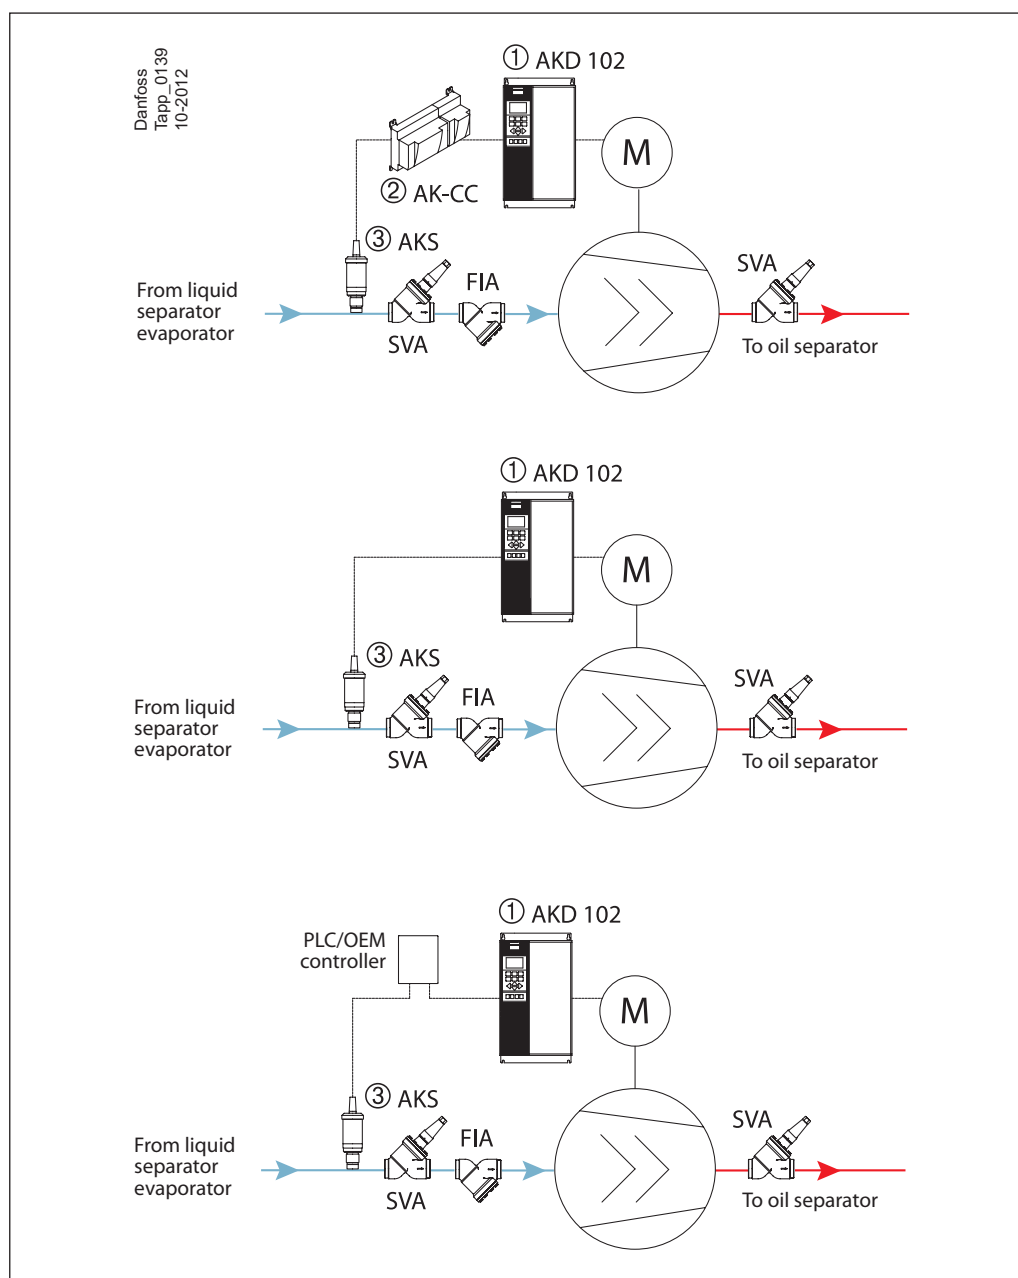 Danfoss
Tapp_0139
10-2012
① AKD 102
M
② AK-CC
③ AKS
SVA
FIA
From liquid
separator
evaporator
SVA
To oil separator
① AKD 102
M
③ AKS
SVA
FIA
From liquid
separator
evaporator
SVA
To oil separator
① AKD 102
PLC/OEM
controller
M
③ AKS
SVA
FIA
From liquid
separator
evaporator
SVA
To oil separator